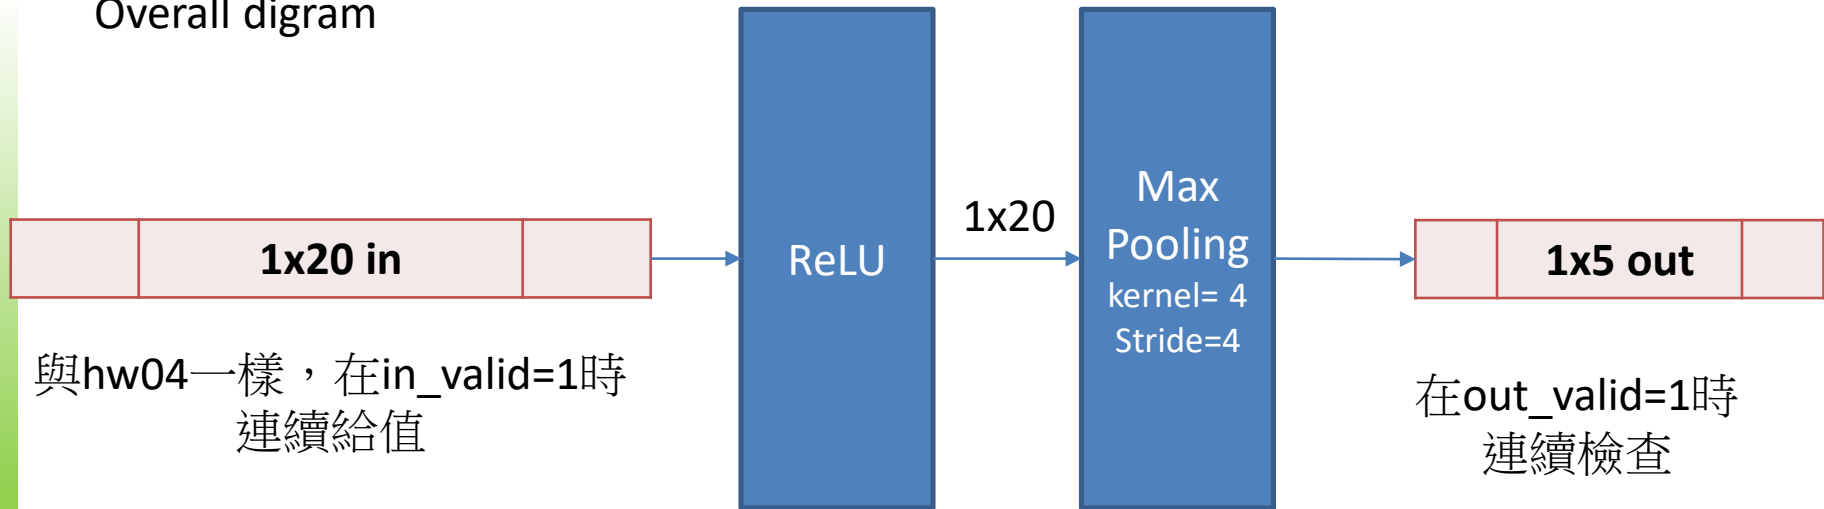 Overall digram
1x20 in
ReLU
1x20
Max
Pooling
kernel= 4
Stride=4
1x5 out
與hw04一樣，在in_valid=1時
連續給值
在out_valid=1時
連續檢查